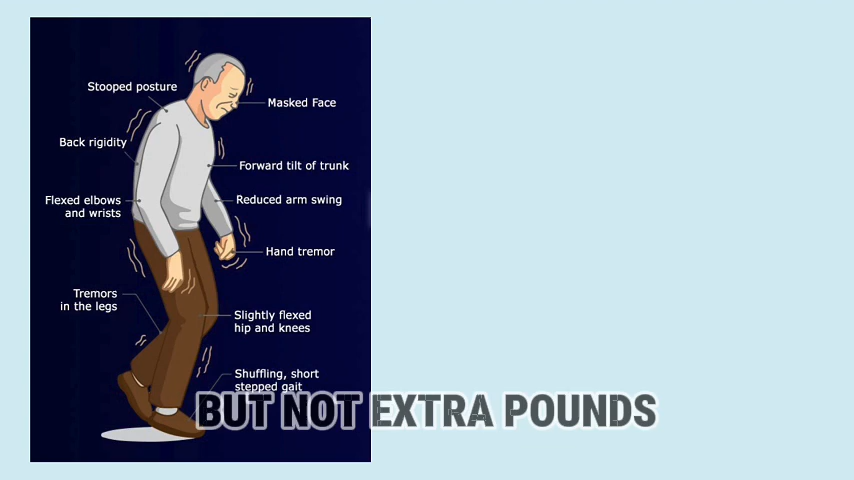 Stooped posture
Masked Face
Back rigidity
Forward tilt of trunk
Flexed elbows
and wrists
Reduced arm swing
Hand tremor
Tremors
in the legs
Slightly flexed
hip and knees
Shuffling, short
stepped gait
BUT NOT EXTRA POUNDS